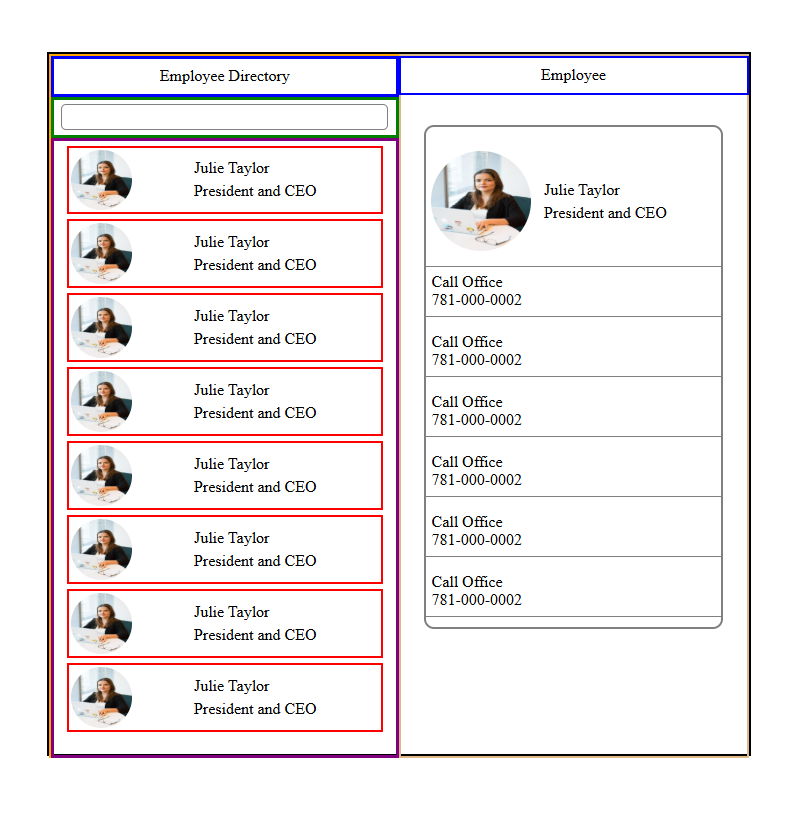 Employee Directory
Julie Taylor
President and CEO
Julie Taylor
President and CEO
Julie Taylor
President and CEO
Julie Taylor
President and CEO
Julie Taylor
President and CEO
Julie Taylor
President and CEO
Julie Taylor
President and CEO
Julie Taylor
President and CEO
Employee
Julie Taylor
President and CEO
Call Office
781-000-0002
Call Office
781-000-0002
Call Office
781-000-0002
Call Office
781-000-0002
Call Office
781-000-0002
Call Office
781-000-0002